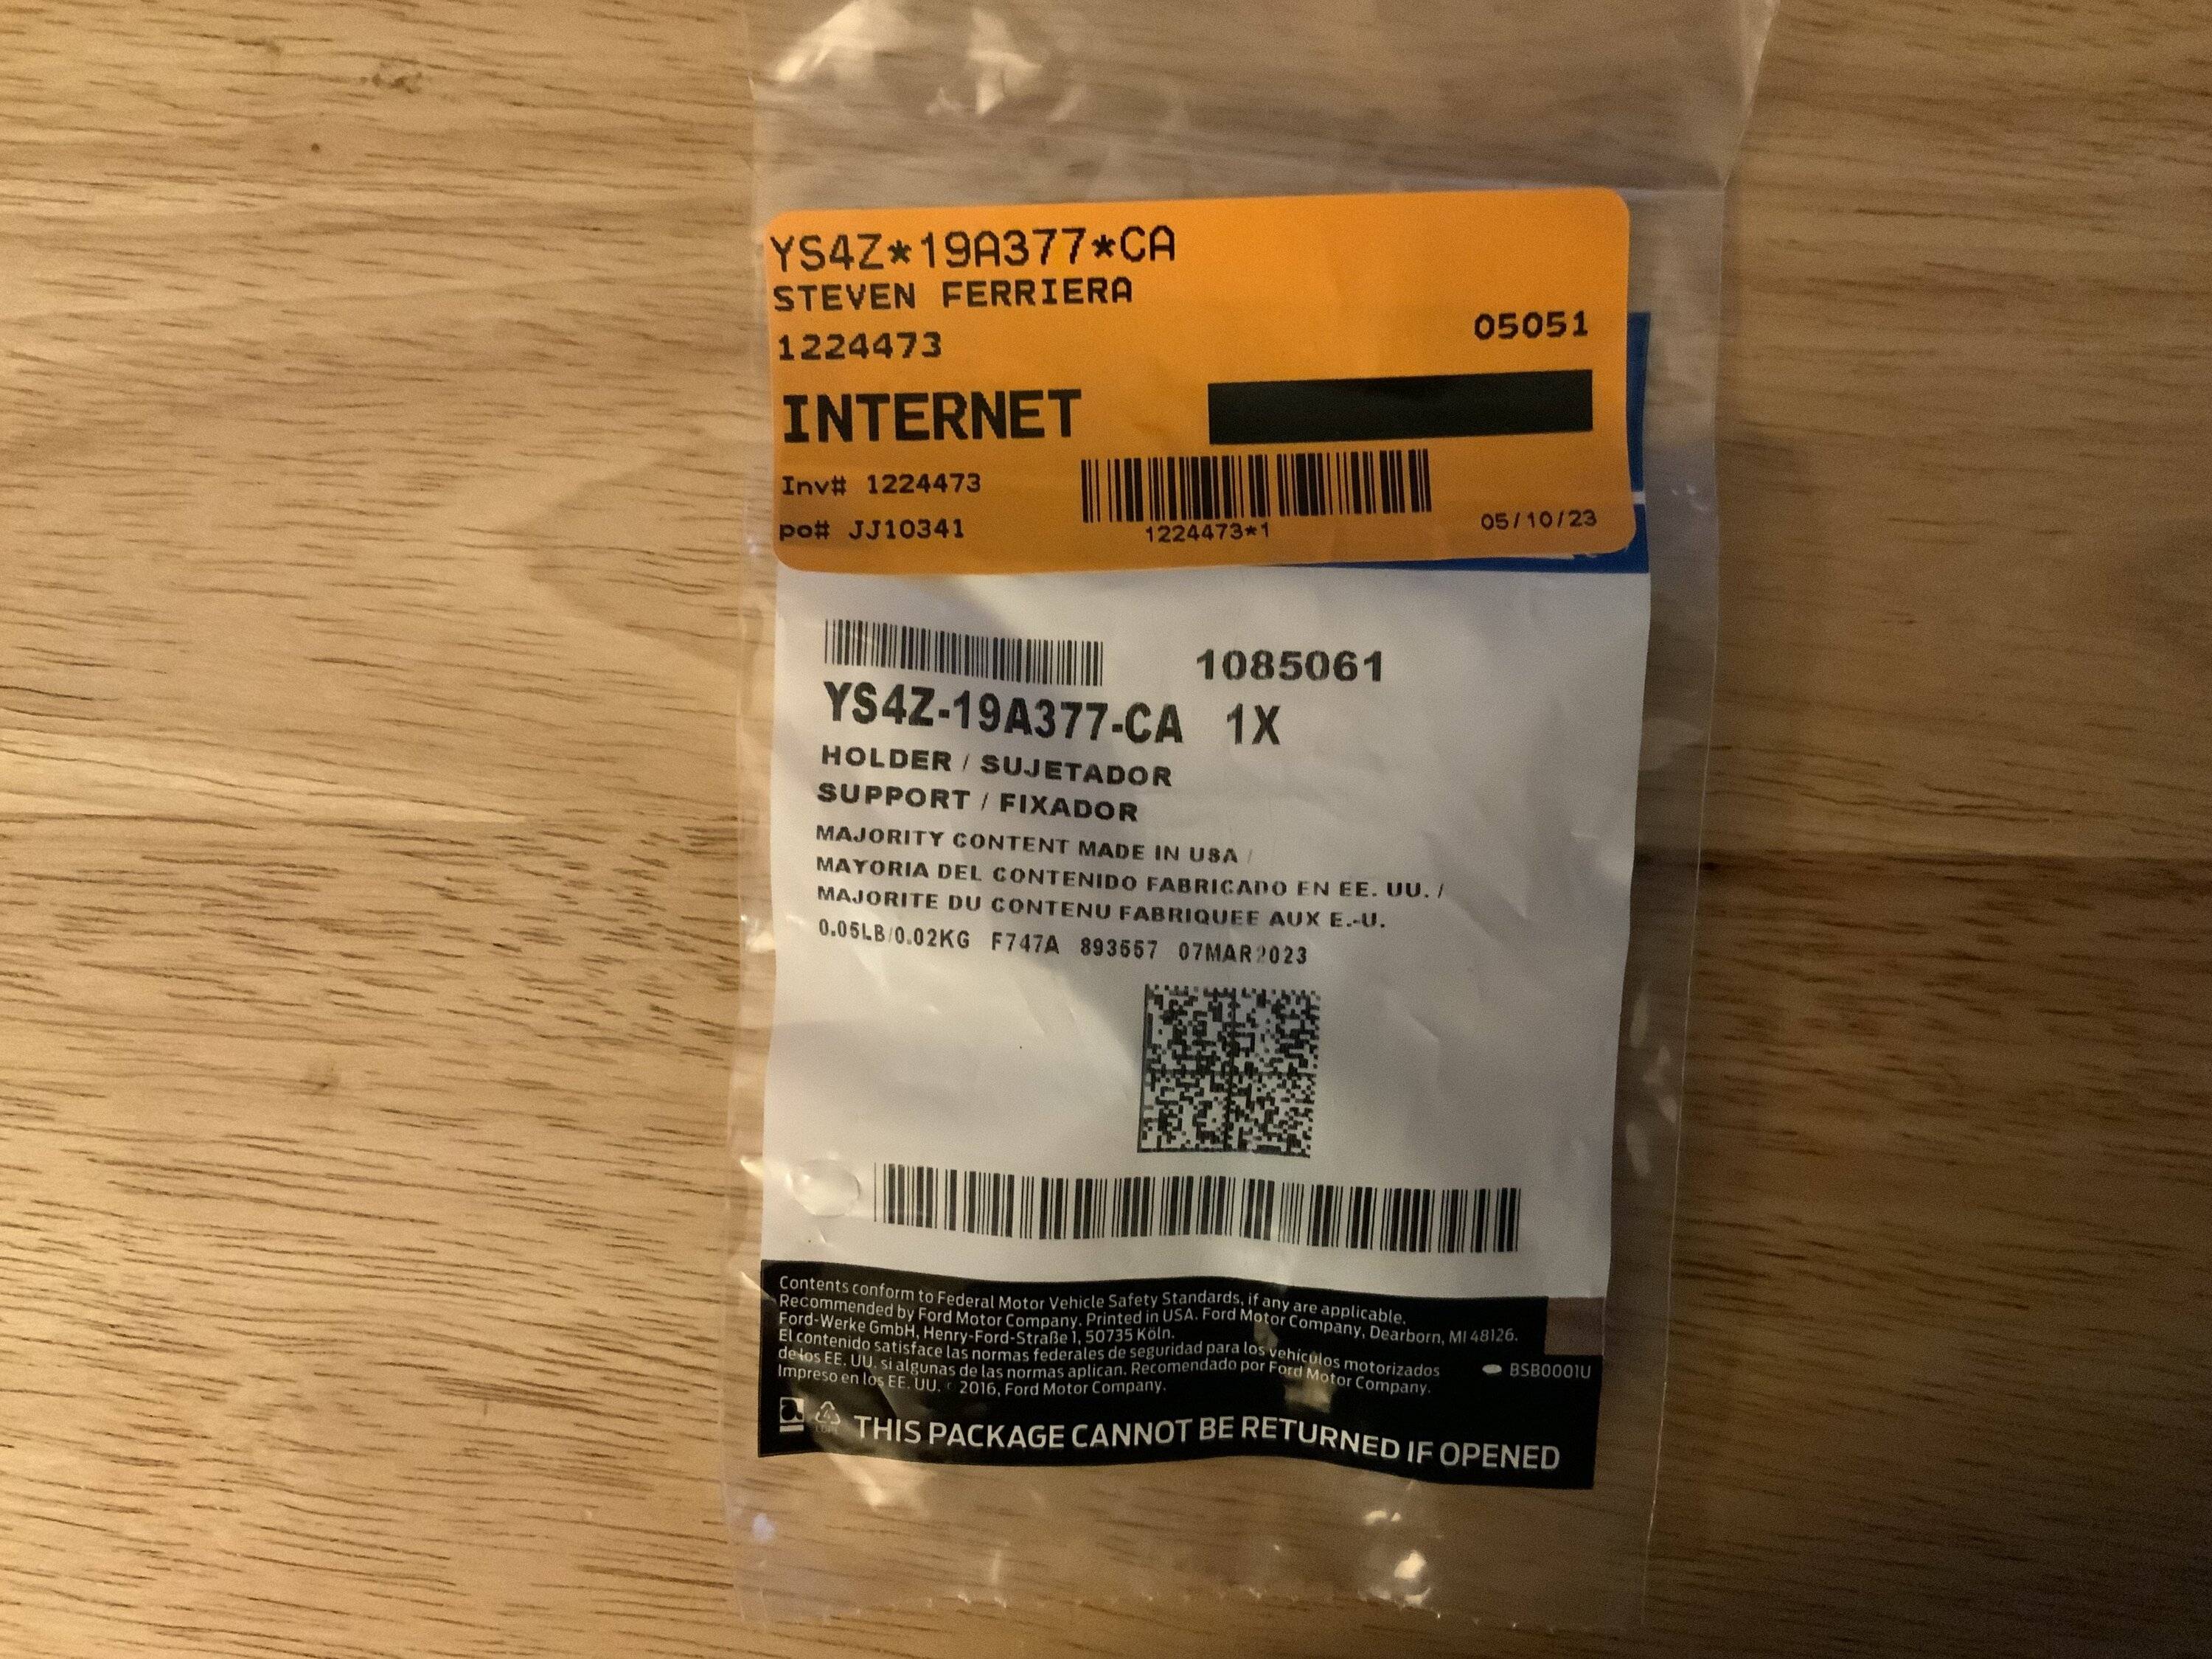 YS4Z*19A377*CA
STEVEN FERRIERA
1224473
05051
INTERNET
Inv# 1224473
po# JJ10341
1224473*1
05/10/23
1085061
YS4Z-19A377-CA 1X
HOLDER / SUJETADOR
SUPPORT / FIXADOR
MAJORITY CONTENT MADE IN USA /
MAYORIA DEL CONTENIDO FABRICADO EN EE. UU. /
MAJORITE DU CONTENU FABRIQUEE AUX E.-U.
0.05LB/0.02KG F747A 893557 07MAR2023
Contents conform to Federal Motor Vehicle Safety Standards, if any are applicable.
Recommended by Ford Motor Company. Printed in USA. Ford Motor Company, Dearborn, MI 48126.
Ford-Werke GmbH, Henry-Ford-Straße 1, 50735 Köln.
El contenido satisface las normas federales de seguridad para los vehículos motorizados
de los EE. UU. si algunas de las normas aplican. Recomendado por Ford Motor Company.
Impreso en los EE. UU. © 2016, Ford Motor Company.
BSB0001U
THIS PACKAGE CANNOT BE RETURNED IF OPENED